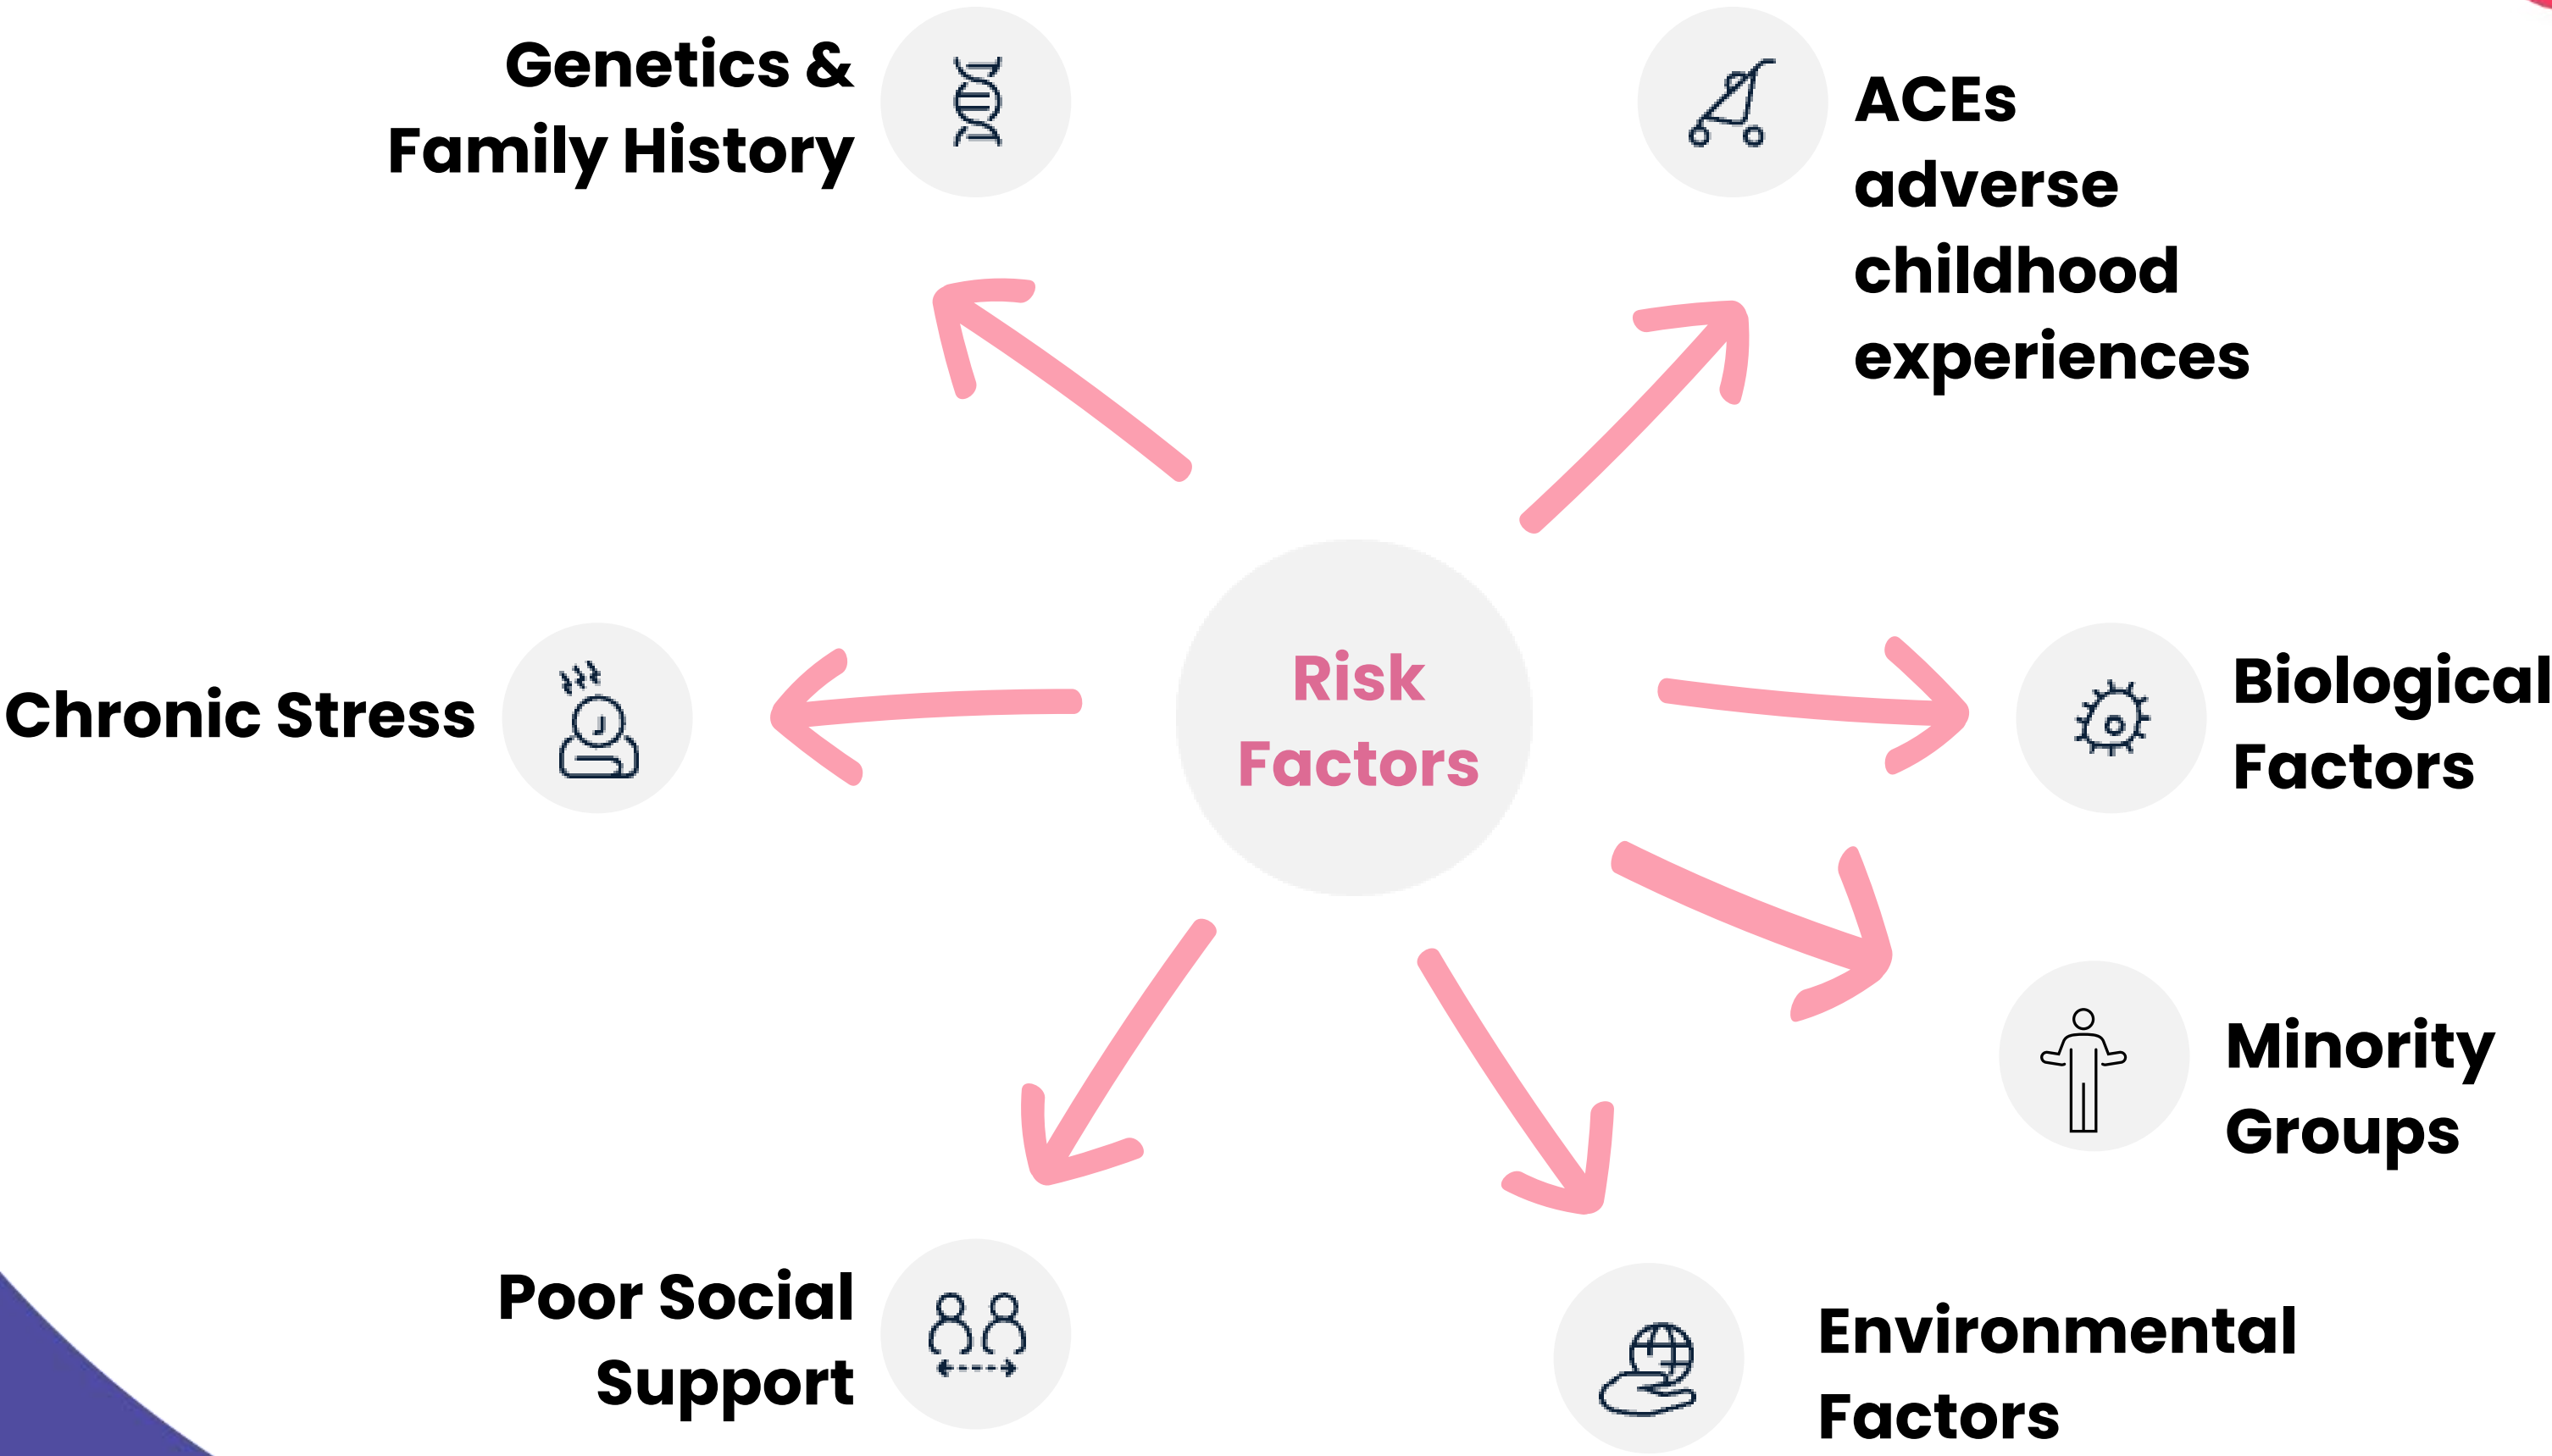 Genetics &
Family History
ACEs
adverse
childhood
experiences
Chronic Stress
Risk
Factors
Biological
Factors
Minority
Groups
Poor Social
Support
Environmental
Factors